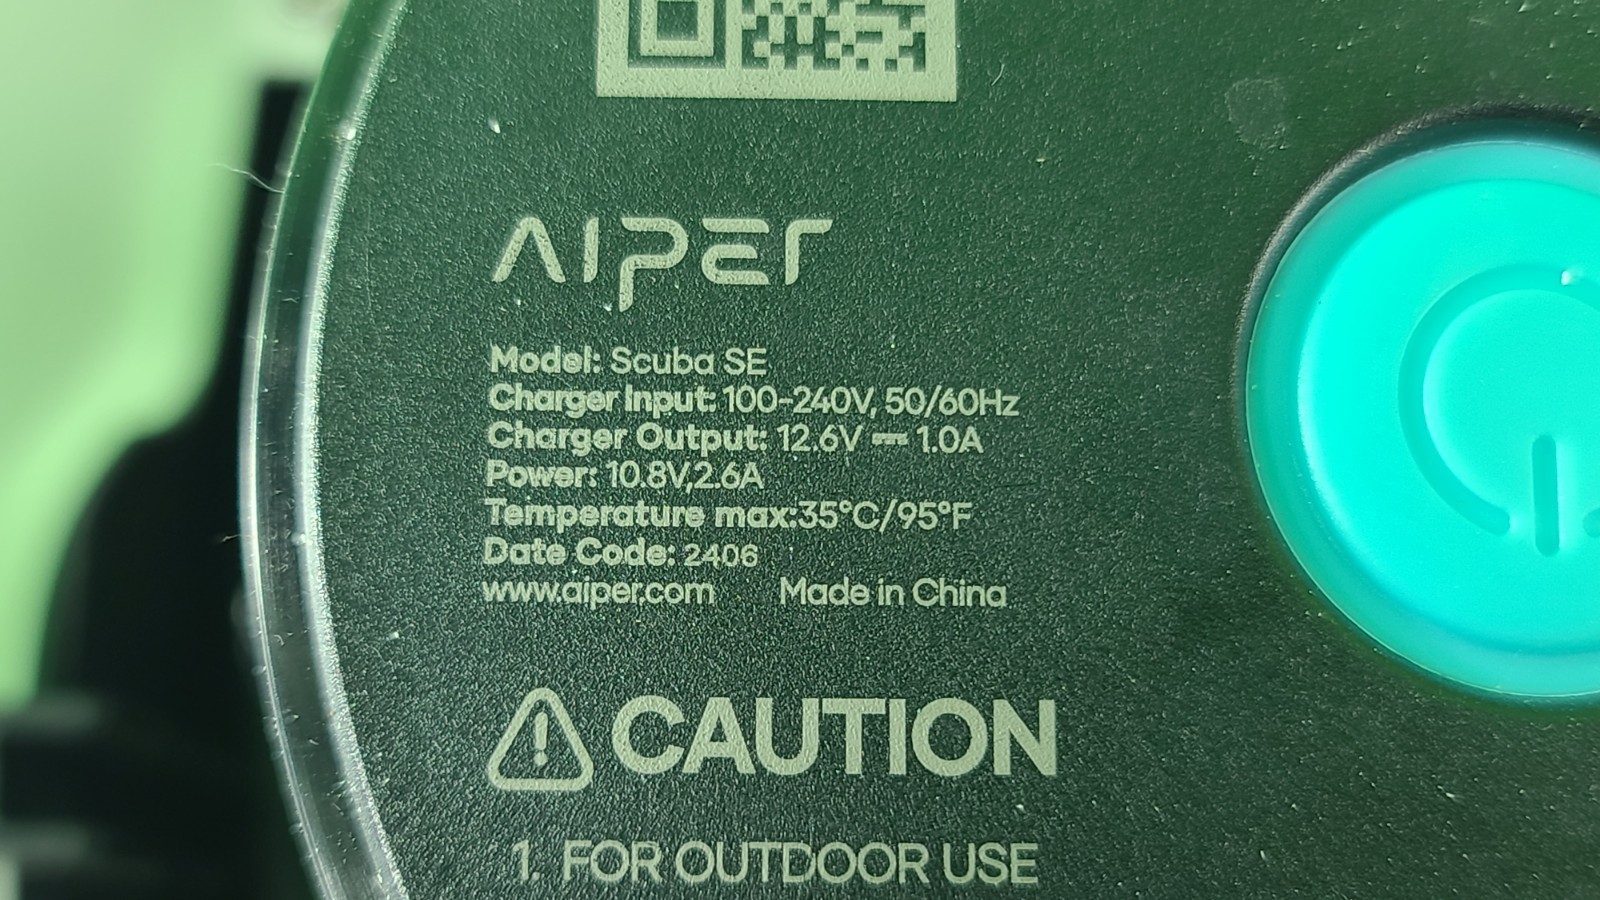 AIPER
Model: Scuba SE
Charger Input: 100-240V, 50/60Hz
Charger Output: 12.6V ⎓ 1.0A
Power: 10.8V,2.6A
Temperature max:35°C/95°F
Date Code: 2406
www.aiper.com Made in China
CAUTION
1. FOR OUTDOOR USE